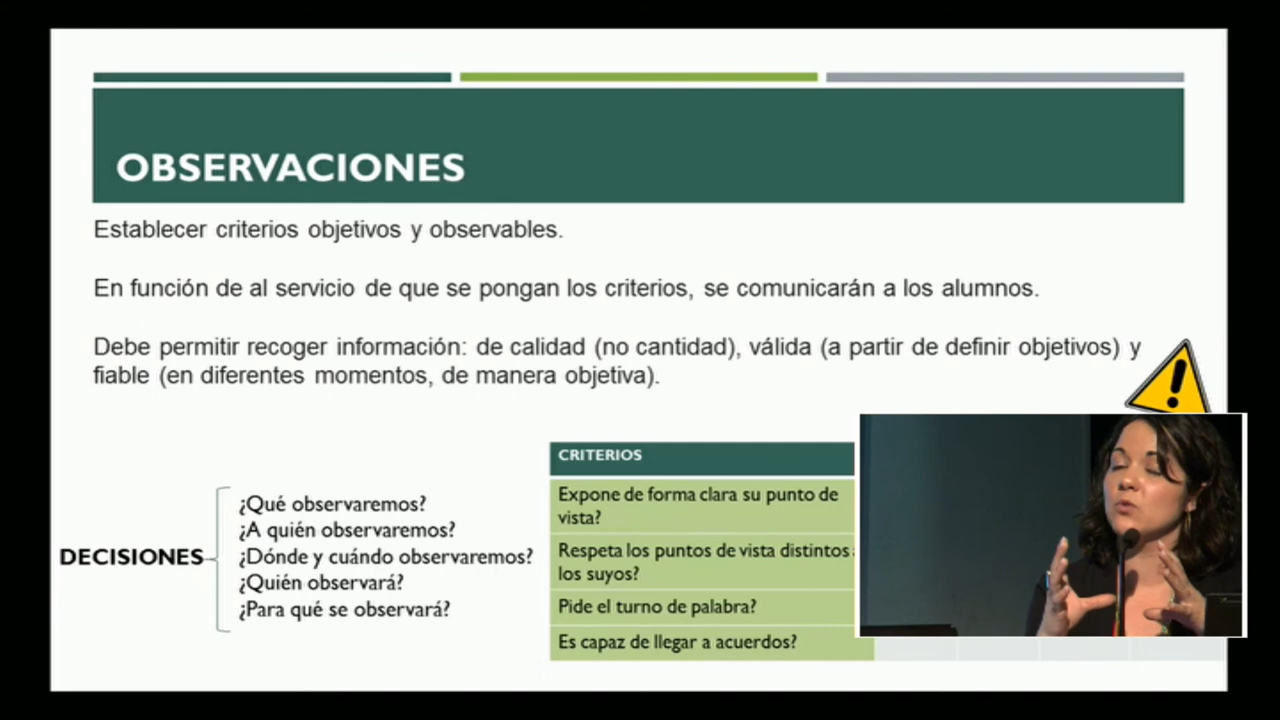 OBSERVACIONES
Establecer criterios objetivos y observables.
En función de al servicio de que se pongan los criterios, se comunicarán a los alumnos.
Debe permitir recoger información: de calidad (no cantidad), válida (a partir de definir objetivos) y
fiable (en diferentes momentos, de manera objetiva).
DECISIONES
¿Qué observaremos?
¿A quién observaremos?
¿Dónde y cuándo observaremos?
¿Quién observará?
¿Para qué se observará?
CRITERIOS
Expone de forma clara su punto de
vista?
Respeta los puntos de vista distintos
los suyos?
Pide el turno de palabra?
Es capaz de llegar a acuerdos?